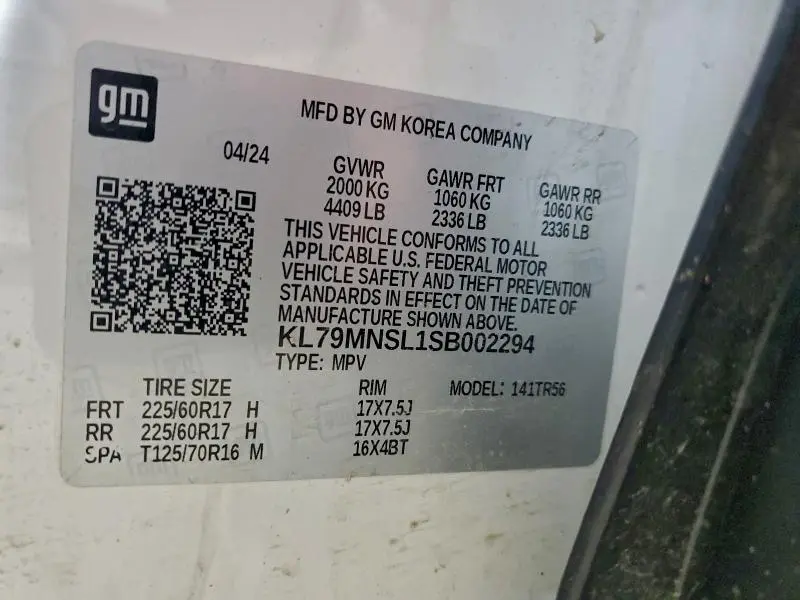 gm
MFD BY GM KOREA COMPANY
04/24
GVWR GAWR FRT GAWR RR
2000 KG 1060 KG 1060 KG
4409 LB 2336 LB 2336 LB
THIS VEHICLE CONFORMS TO ALL
APPLICABLE U.S. FEDERAL MOTOR
VEHICLE SAFETY AND THEFT PREVENTION
STANDARDS IN EFFECT ON THE DATE OF
MANUFACTURE SHOWN ABOVE.
KL79MNSL1SB002294
TYPE: MPV
TIRE SIZE RIM MODEL: 141TR56
FRT 225/60R17 H 17X7.5J
RR 225/60R17 H 17X7.5J
SPA T125/70R16 M 16X4BT